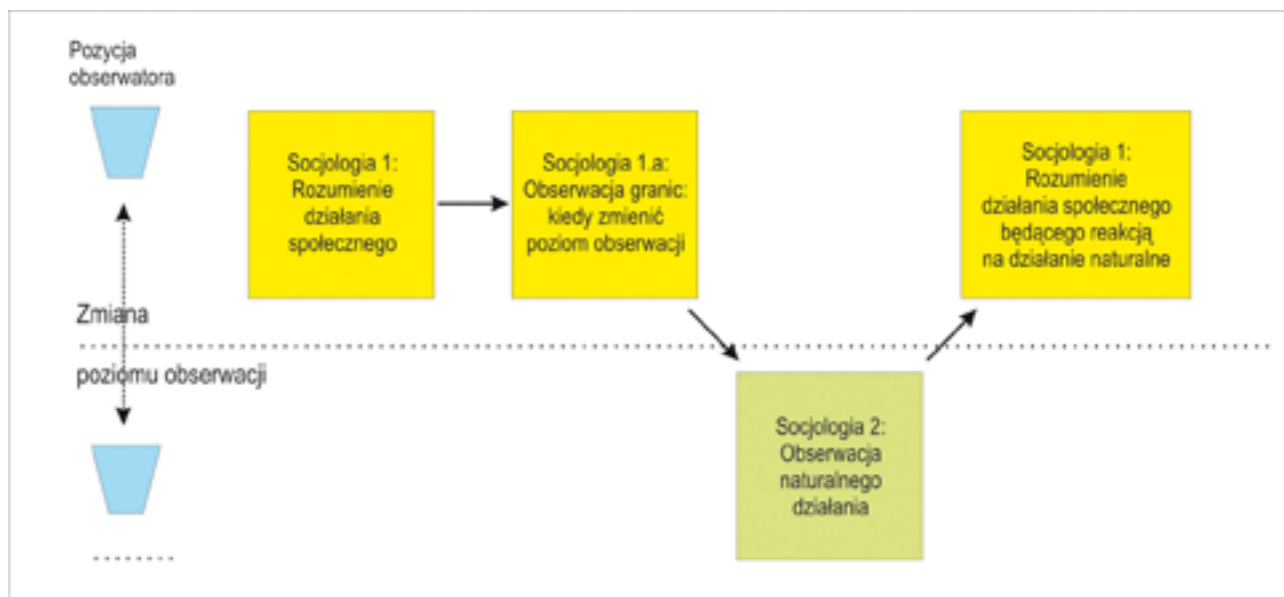 Pozycja
obserwatora
Socjologia 1:
Rozumienie
działania
społecznego
Socjologia 1.a:
Obserwacja granic:
kiedy zmienić
poziom obserwacji
Socjologia 1:
Rozumienie
działania społecznego
będącego reakcją
na działanie naturalne
Zmiana
poziomu obserwacji
Socjologia 2:
Obserwacja
naturalnego
działania